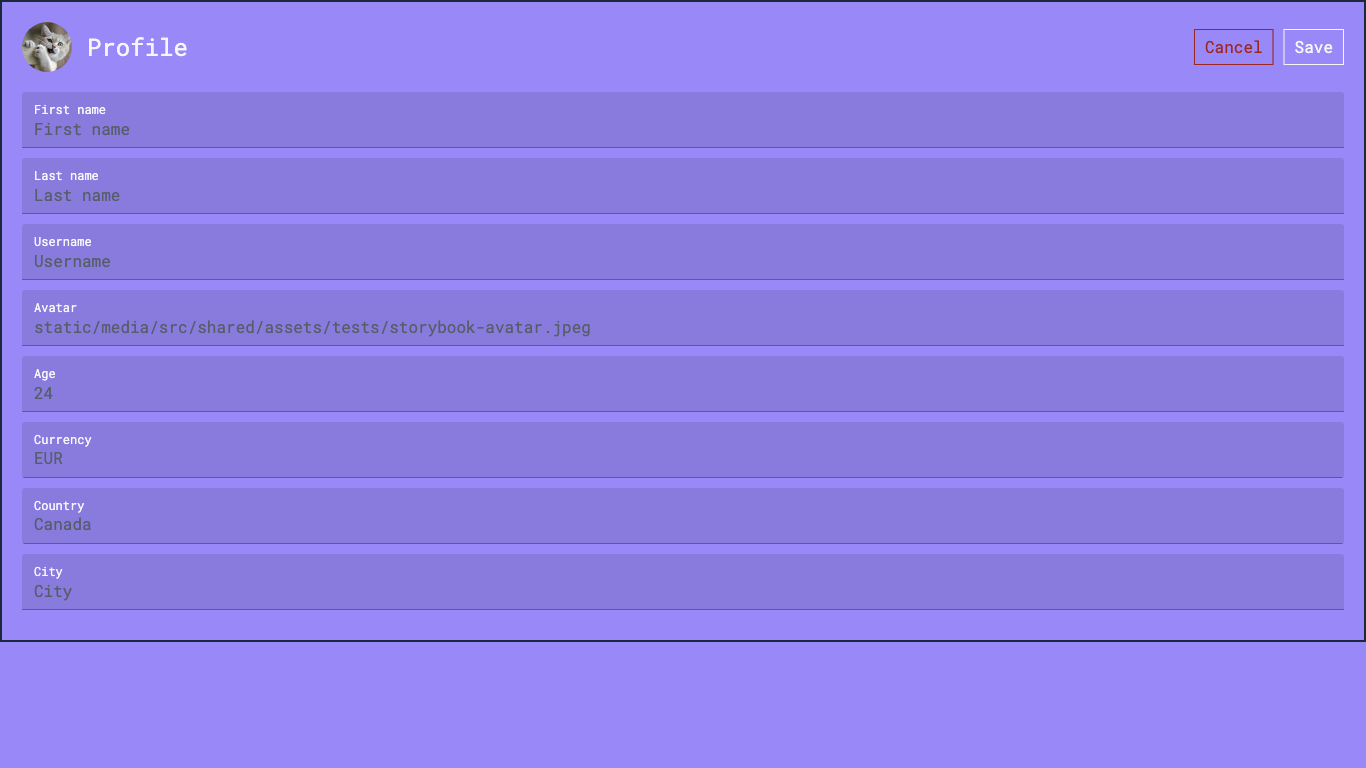 Profile
Cancel
Save
First name
First name
Last name
Last name
Username
Username
Avatar
static/media/src/shared/assets/tests/storybook-avatar.jpeg
Age
24
Currency
EUR
Country
Canada
City
City